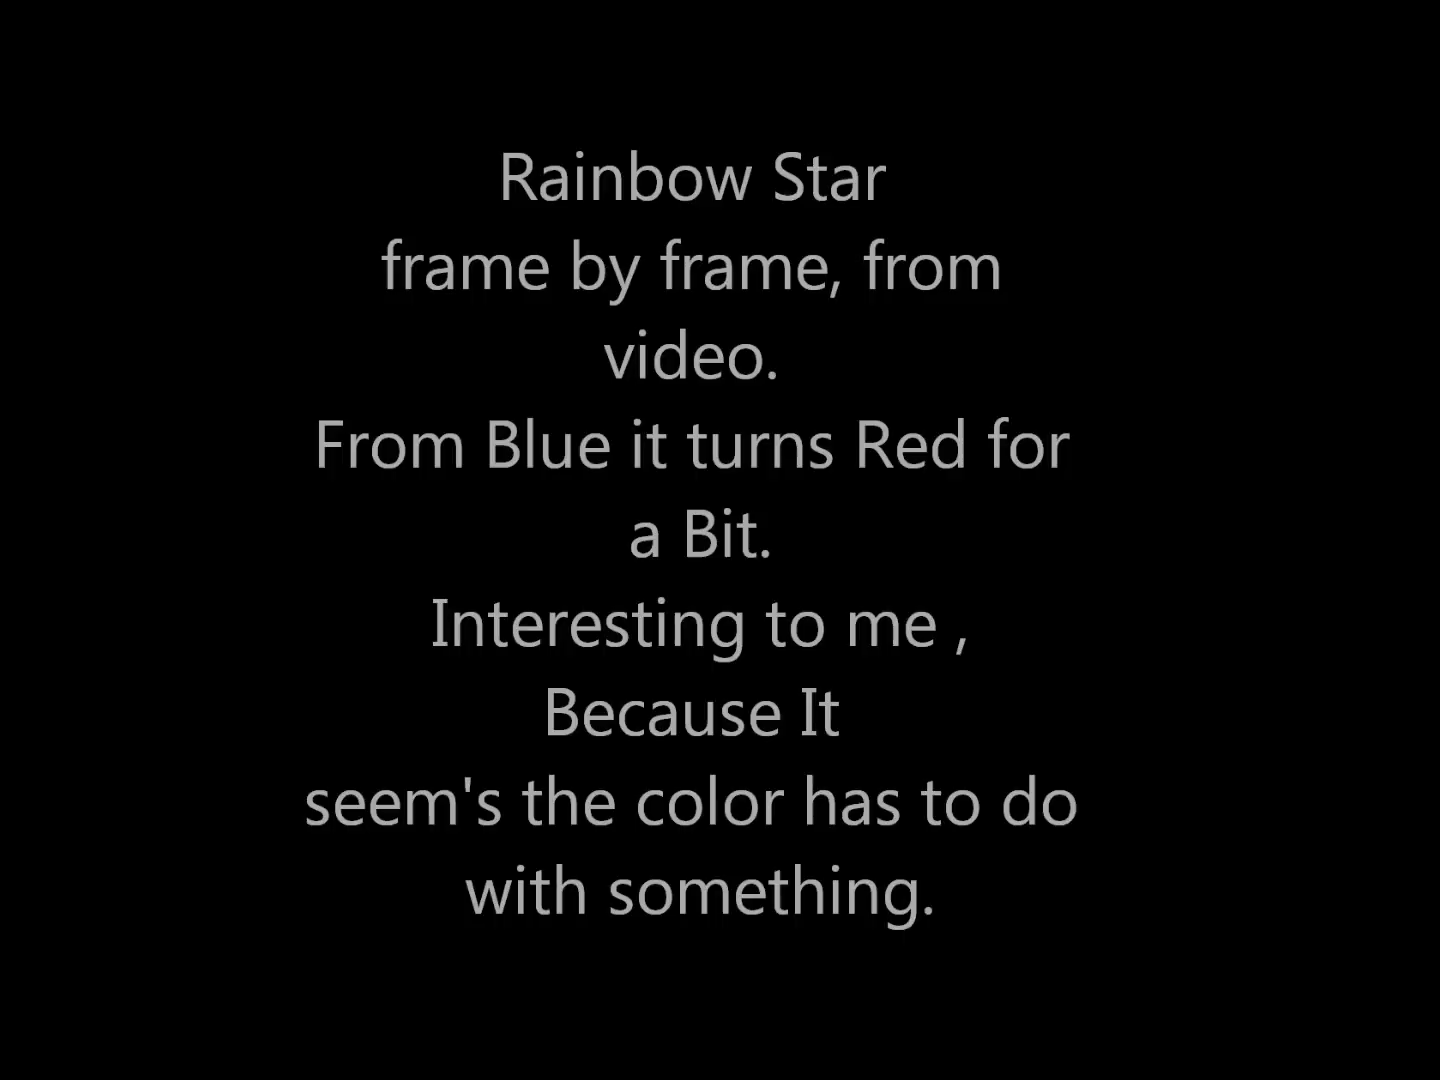 Rainbow Star
frame by frame, from
video.
From Blue it turns Red for
a Bit.
Interesting to me ,
Because It
seem's the color has to do
with something.